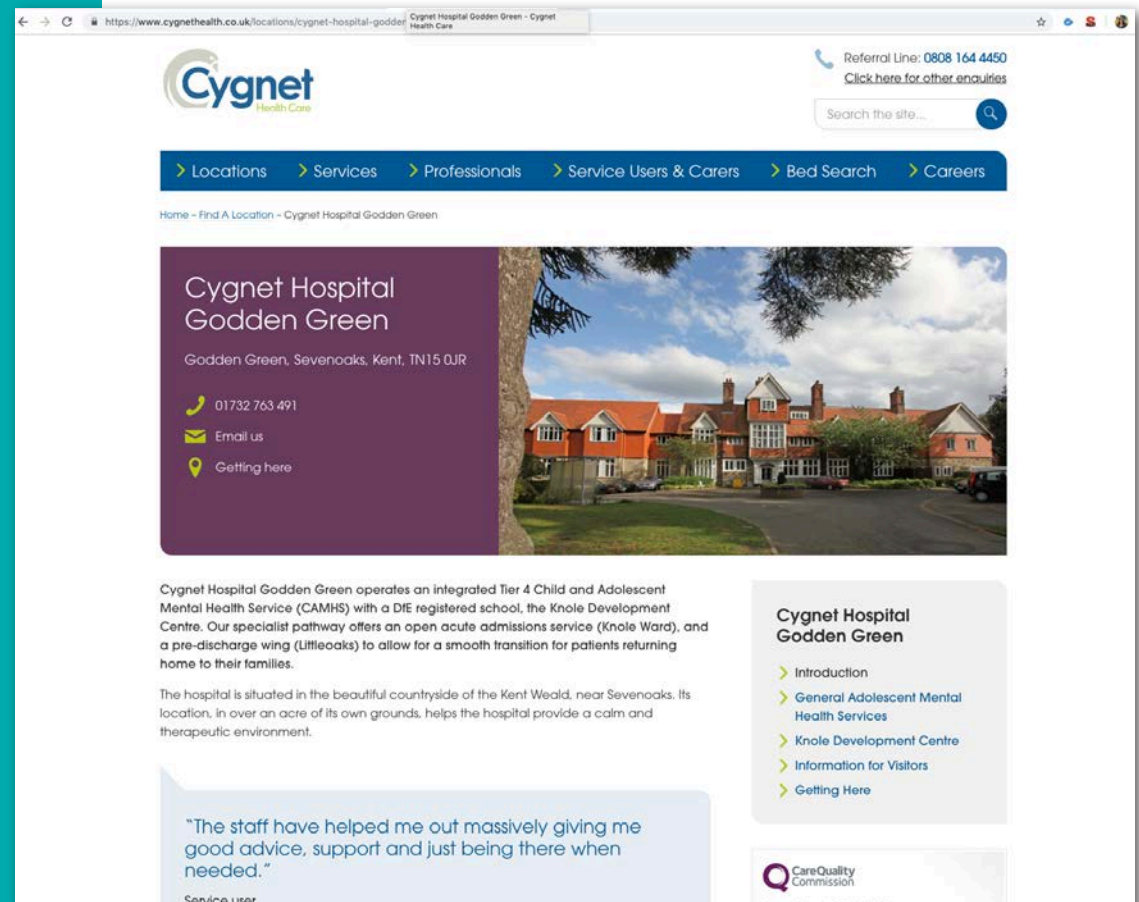 https://www.cygnethealth.co.uk/locations/cygnet-hospital-godden
Cygnet Hospital Godden Green - Cygnet
Health Care
Cygnet
Health Care
Referral Line: 0808 164 4450
Click here for other enquiries
Search the site...
Locations
Services
Professionals
Service Users & Carers
Bed Search
Careers
Home – Find A Location – Cygnet Hospital Godden Green
Cygnet Hospital
Godden Green
Godden Green, Sevenoaks, Kent, TN15 0JR
01732 763 491
Email us
Getting here
Cygnet Hospital Godden Green operates an integrated Tier 4 Child and Adolescent
Mental Health Service (CAMHS) with a DfE registered school, the Knole Development
Centre. Our specialist pathway offers an open acute admissions service (Knole Ward), and
a pre-discharge wing (Littleoaks) to allow for a smooth transition for patients returning
home to their families.
The hospital is situated in the beautiful countryside of the Kent Weald, near Sevenoaks. Its
location, in over an acre of its own grounds, helps the hospital provide a calm and
therapeutic environment.
"The staff have helped me out massively giving me
good advice, support and just being there when
needed."
Service user
Cygnet Hospital
Godden Green
Introduction
General Adolescent Mental
Health Services
Knole Development Centre
Information for Visitors
Getting Here
CareQuality
Commission